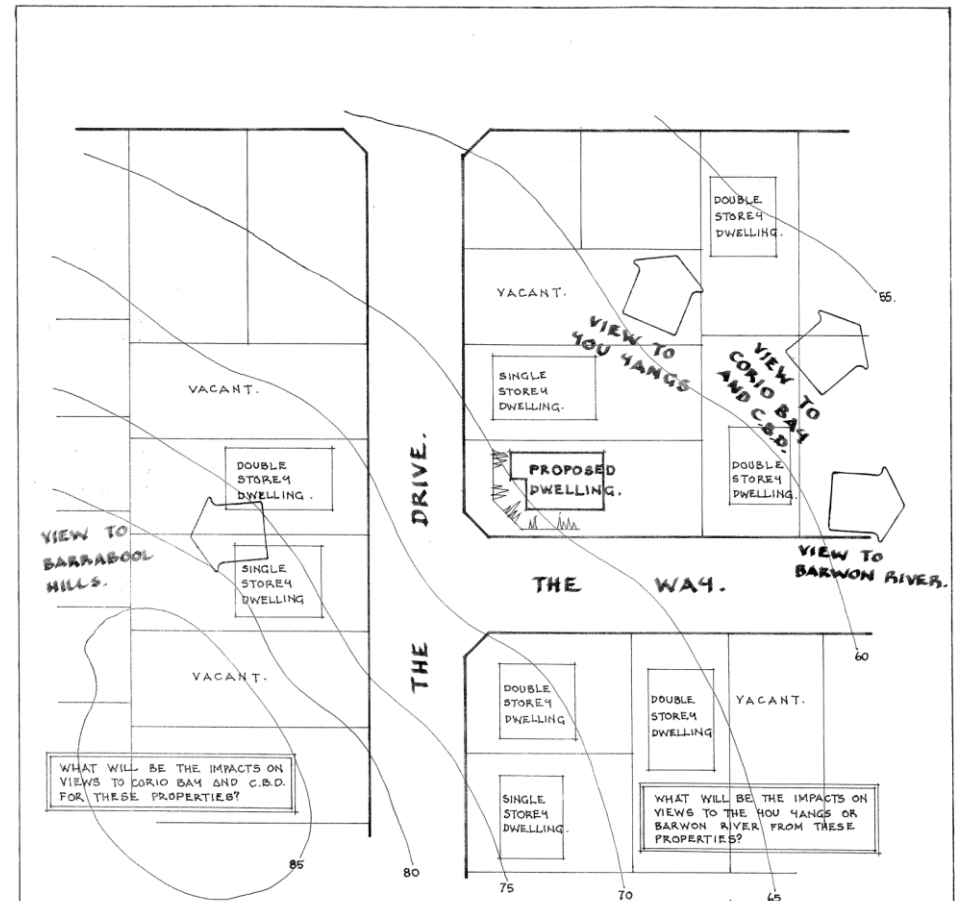 DOUBLE
STOREY
DWELLING.
VACANT.
55.
VIEW TO
YOU YANGS
VIEW TO
CORIO BAY
AND C.B.D.
SINGLE
STOREY
DWELLING.
VACANT.
THE DRIVE.
DOUBLE
STOREY
DWELLING.
PROPOSED
DWELLING.
DOUBLE
STOREY
DWELLING.
VIEW TO
BARRABOOL
HILLS.
SINGLE
STOREY
DWELLING
VIEW TO
BARWON RIVER.
THE WAY.
60
VACANT.
DOUBLE
STOREY
DWELLING
DOUBLE
STOREY
DWELLING
VACANT.
WHAT WILL BE THE IMPACTS ON
VIEWS TO CORIO BAY AND C.B.D.
FOR THESE PROPERTIES?
SINGLE
STOREY
DWELLING.
WHAT WILL BE THE IMPACTS ON
VIEWS TO THE YOU YANGS OR
BARWON RIVER FROM THESE
PROPERTIES?
85
80
75
70
65